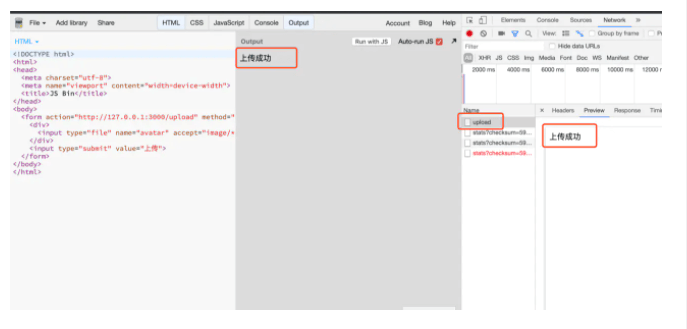 File Add library Share HTML CSS JavaScript Console Output Account Blog Help
HTML
<!DOCTYPE html>
<html>
<head>
<meta charset="utf-8">
<meta name="viewport" content="width=device-width">
<title>JS Bin</title>
</head>
<body>
<form action="http://127.0.0.1:3000/upload" method="
<div>
<input type="file" name="avatar" accept="image/*
</div>
<input type="submit" value="上传">
</form>
</body>
</html>
Output Run with JS Auto-run JS
上传成功
Elements Console Sources Network »
View: Group by frame
Filter Hide data URLs
XHR JS CSS Img Media Font Doc WS Manifest Other
2000 ms 4000 ms 6000 ms 8000 ms 10000 ms 12000 r
Name × Headers Preview Response Timi
upload
stats?checksum=59...
stats?checksum=59...
stats?checksum=59...
上传成功